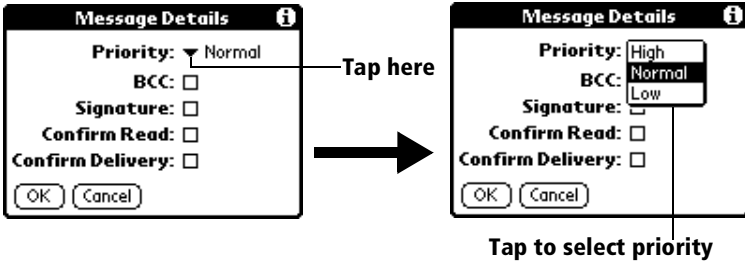 Message Details i
Priority: Normal
BCC:
Signature:
Confirm Read:
Confirm Delivery:
OK Cancel
Tap here
Message Details i
Priority: High
Normal
Low
BCC:
Signature:
Confirm Read:
Confirm Delivery:
OK Cancel
Tap to select priority